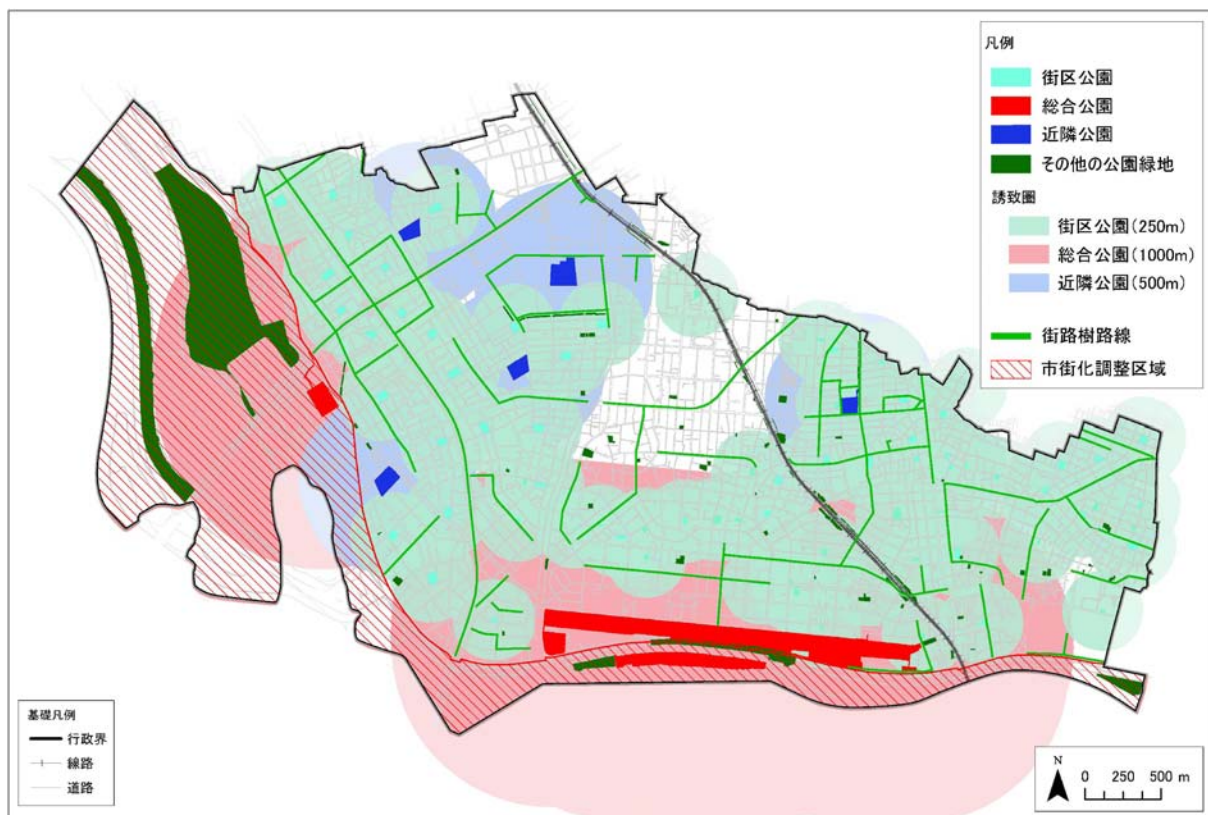 凡例
街区公園
総合公園
近隣公園
その他の公園緑地
誘致圏
街区公園(250m)
総合公園(1000m)
近隣公園(500m)
街路樹路線
市街化調整区域
基礎凡例
行政界
線路
道路
N
0 250 500 m